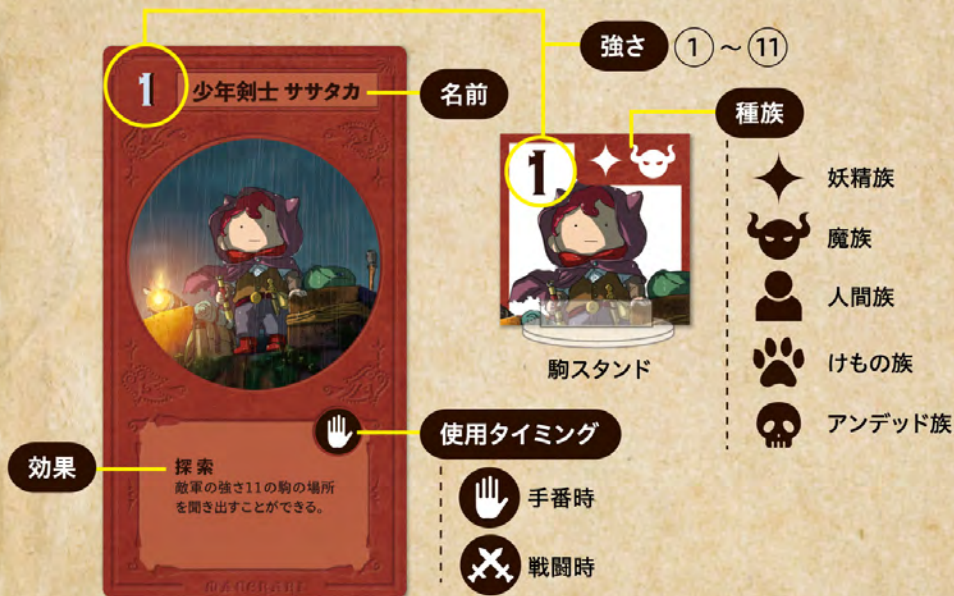 強さ ① ～ ⑪
1
少年剣士 ササタカ
名前
種族
1
妖精族
魔族
人間族
けもの族
アンデッド族
駒スタンド
使用タイミング
手番時
戦闘時
効果
探索
敵軍の強さ11の駒の場所
を聞き出すことができる。